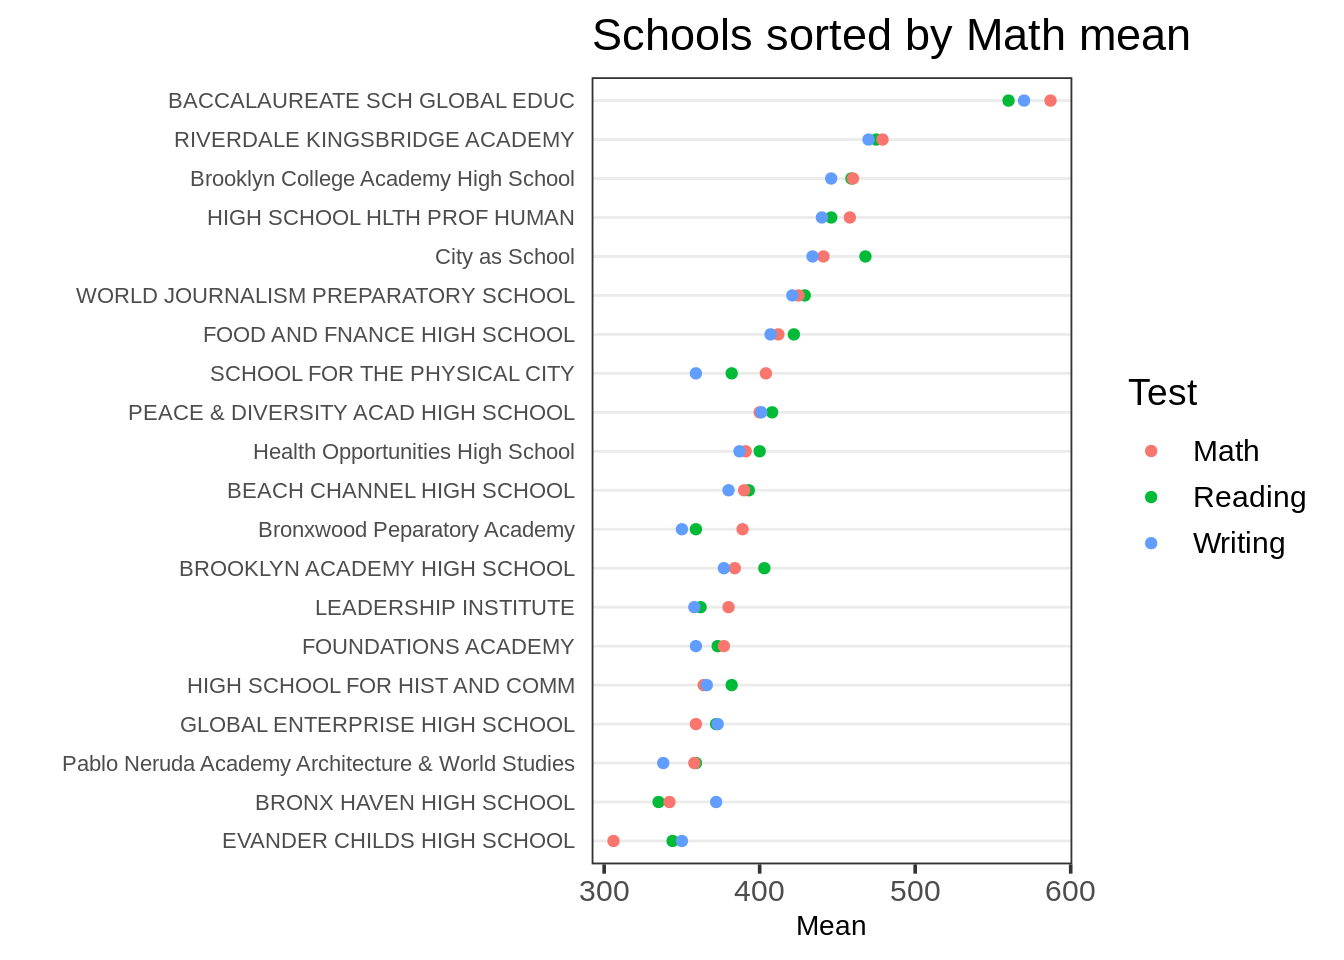 Schools sorted by Math mean
BACCALAUREATE SCH GLOBAL EDUC
RIVERDALE KINGSBRIDGE ACADEMY
Brooklyn College Academy High School
HIGH SCHOOL HLTH PROF HUMAN
City as School
WORLD JOURNALISM PREPARATORY SCHOOL
FOOD AND FNANCE HIGH SCHOOL
SCHOOL FOR THE PHYSICAL CITY
PEACE & DIVERSITY ACAD HIGH SCHOOL
Health Opportunities High School
BEACH CHANNEL HIGH SCHOOL
Bronxwood Peparatory Academy
BROOKLYN ACADEMY HIGH SCHOOL
LEADERSHIP INSTITUTE
FOUNDATIONS ACADEMY
HIGH SCHOOL FOR HIST AND COMM
GLOBAL ENTERPRISE HIGH SCHOOL
Pablo Neruda Academy Architecture & World Studies
BRONX HAVEN HIGH SCHOOL
EVANDER CHILDS HIGH SCHOOL
300 400 500 600
Mean
Test
Math
Reading
Writing